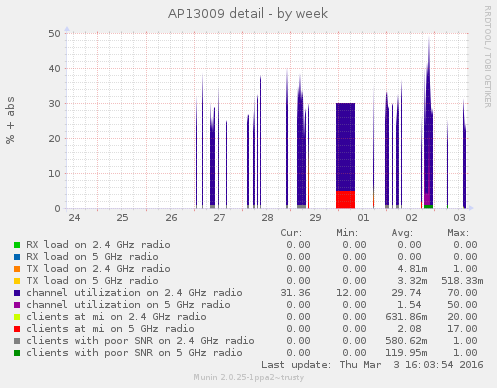 AP13009 detail - by week
RRDTOOL / TOBI OETIKER
% + abs
50
40
30
20
10
0
24 25 26 27 28 29 01 02 03
Cur: Min: Avg: Max:
RX load on 2.4 GHz radio 0.00 0.00 0.00 0.00
RX load on 5 GHz radio 0.00 0.00 0.00 0.00
TX load on 2.4 GHz radio 0.00 0.00 4.81m 1.00
TX load on 5 GHz radio 0.00 0.00 3.32m 518.33m
channel utilization on 2.4 GHz radio 31.36 12.00 29.74 70.00
channel utilization on 5 GHz radio 0.00 0.00 1.54 50.00
clients at mi on 2.4 GHz radio 0.00 0.00 631.86m 20.00
clients at mi on 5 GHz radio 0.00 0.00 2.08 17.00
clients with poor SNR on 2.4 GHz radio 0.00 0.00 580.62m 1.00
clients with poor SNR on 5 GHz radio 0.00 0.00 119.95m 1.00
Last update: Thu Mar 3 16:03:54 2016
Munin 2.0.25-1ppa2~trusty